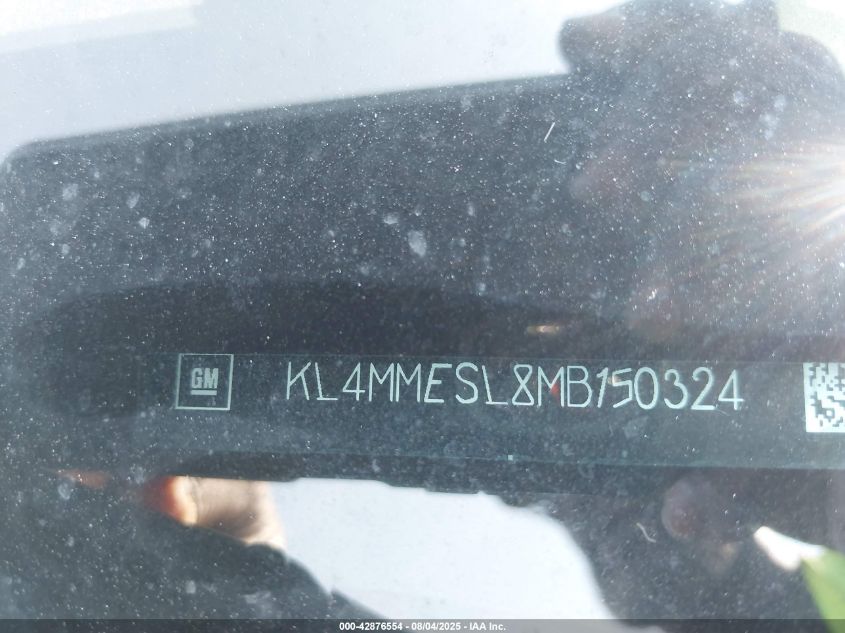 GM KL4MMESL8MB150324
000-42876554 - 08/04/2025 - IAA Inc.